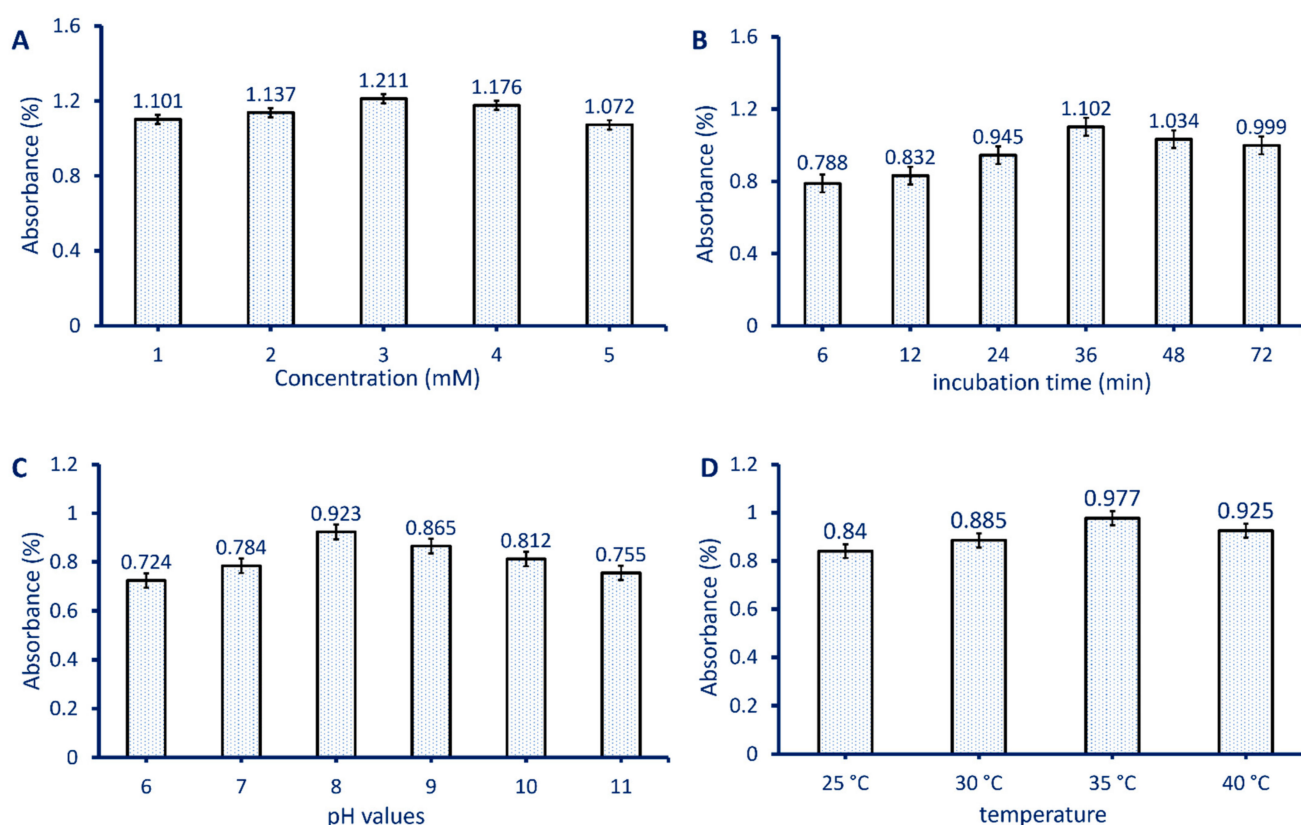 A
Absorbance (%)
1.6
1.2
0.8
0.4
0
1.101 1.137 1.211 1.176 1.072
1 2 3 4 5
Concentration (mM)
B
Absorbance (%)
1.6
1.2
0.8
0.4
0
0.788 0.832 0.945 1.102 1.034 0.999
6 12 24 36 48 72
incubation time (min)
C
Absorbance (%)
1.2
1
0.8
0.6
0.4
0.2
0
0.724 0.784 0.923 0.865 0.812 0.755
6 7 8 9 10 11
pH values
D
Absorbance (%)
1.2
1
0.8
0.6
0.4
0.2
0
0.84 0.885 0.977 0.925
25 °C 30 °C 35 °C 40 °C
temperature